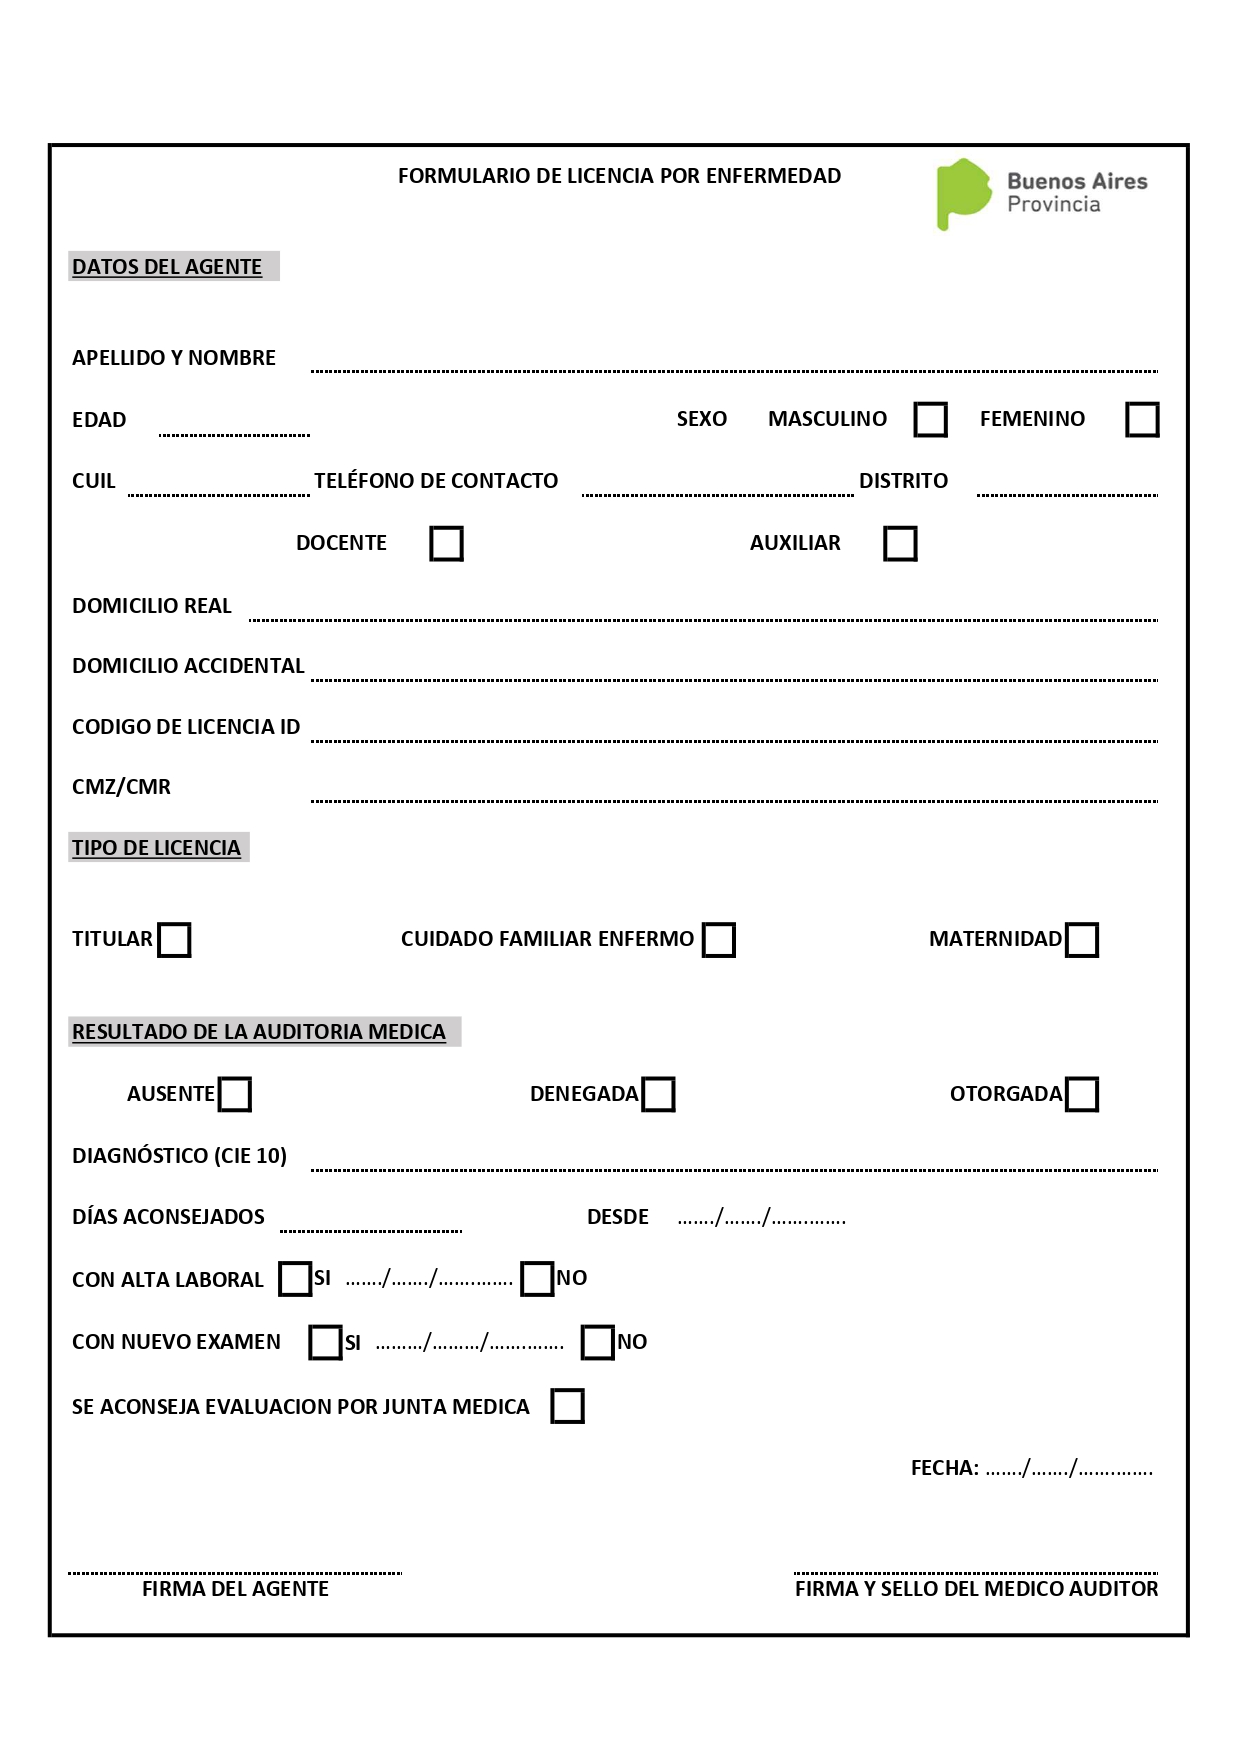 FORMULARIO DE LICENCIA POR ENFERMEDAD
Buenos Aires
Provincia
DATOS DEL AGENTE
APELLIDO Y NOMBRE
EDAD SEXO MASCULINO FEMENINO
CUIL TELÉFONO DE CONTACTO DISTRITO
DOCENTE AUXILIAR
DOMICILIO REAL
DOMICILIO ACCIDENTAL
CODIGO DE LICENCIA ID
CMZ/CMR
TIPO DE LICENCIA
TITULAR CUIDADO FAMILIAR ENFERMO MATERNIDAD
RESULTADO DE LA AUDITORIA MEDICA
AUSENTE DENEGADA OTORGADA
DIAGNÓSTICO (CIE 10)
DÍAS ACONSEJADOS DESDE ......./......./..............
CON ALTA LABORAL SI ......./......./.............. NO
CON NUEVO EXAMEN SI ........./........./.............. NO
SE ACONSEJA EVALUACION POR JUNTA MEDICA
FECHA: ......./......./..............
FIRMA DEL AGENTE FIRMA Y SELLO DEL MEDICO AUDITOR